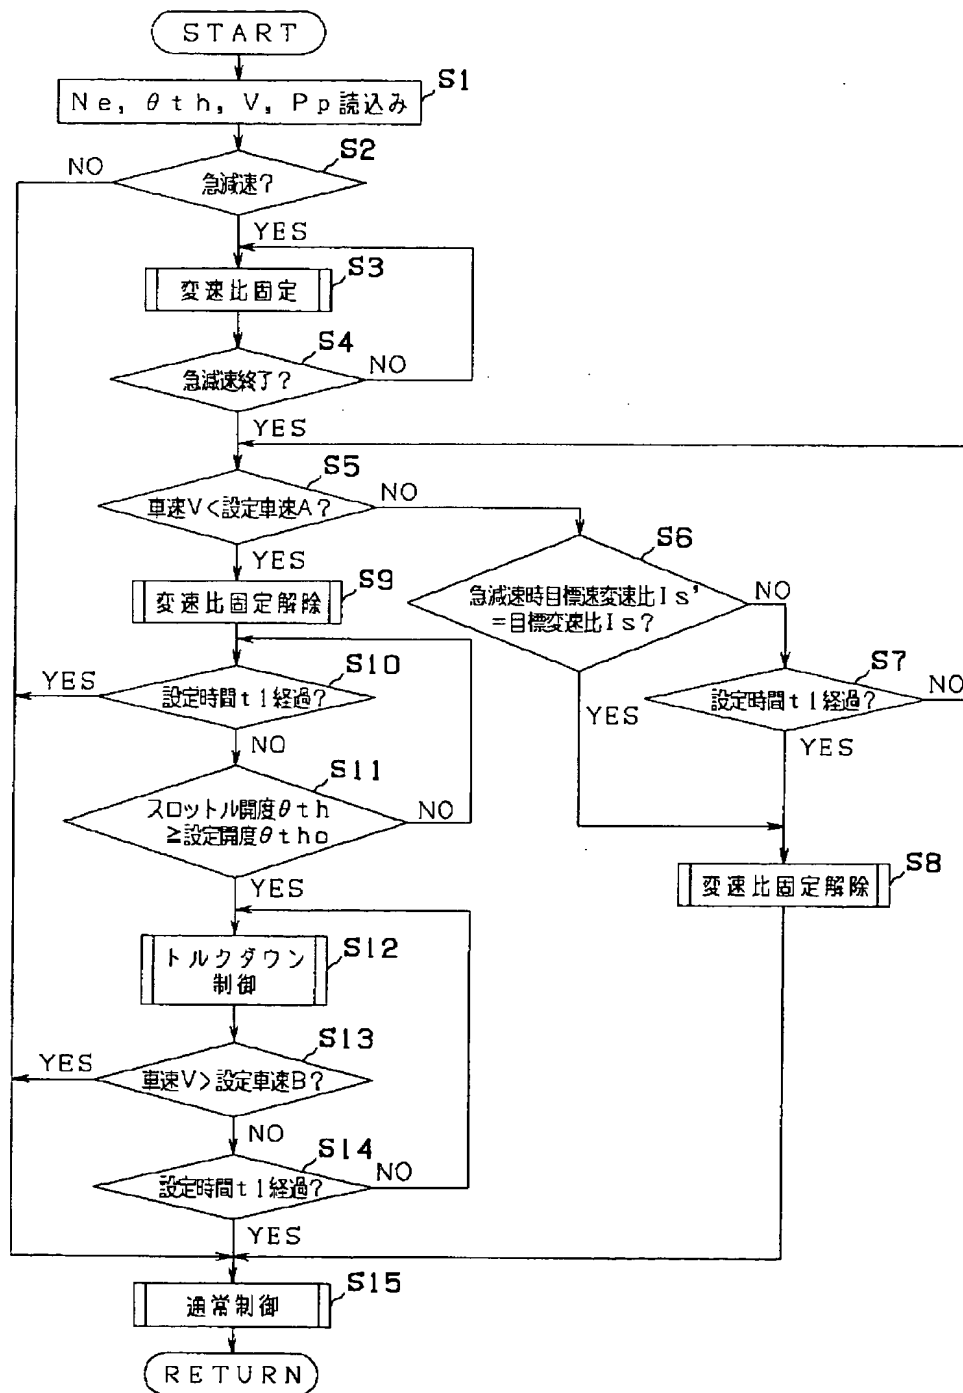 START
S1
Ne, θth, V, Pp読込み
S2
NO
急減速?
YES
S3
変速比固定
S4
NO
急減速終了?
YES
S5
NO
車速V<設定車速A?
YES
S6
NO
急減速時目標速変速比Is'
=目標変速比Is?
YES
S7
NO
設定時間t1経過?
YES
S8
変速比固定解除
S9
変速比固定解除
S10
YES
設定時間t1経過?
NO
S11
スロットル開度θth
≧設定開度θtho
NO
YES
S12
トルクダウン
制御
S13
YES
車速V>設定車速B?
NO
S14
NO
設定時間t1経過?
YES
S15
通常制御
RETURN